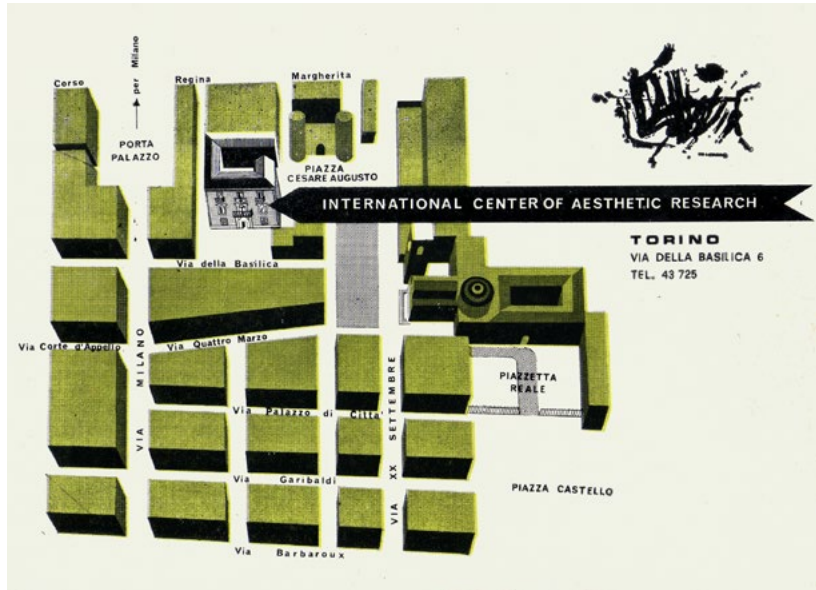 per Milano
Corso
Regina
Margherita
PORTA
PALAZZO
PIAZZA
CESARE AUGUSTO
INTERNATIONAL CENTER OF AESTHETIC RESEARCH
TORINO
VIA DELLA BASILICA 6
TEL. 43 725
Via della Basilica
Via Corte d'Appello
Via Quattro Marzo
VIA MILANO
PIAZZETTA
REALE
Via Palazzo di Città
VIA XX SETTEMBRE
Via Garibaldi
PIAZZA CASTELLO
Via Barbaroux